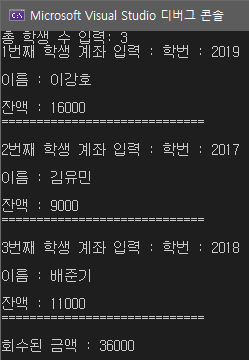 Microsoft Visual Studio 디버그 콘솔
총 학생 수 입력: 3
1번째 학생 계좌 입력 : 학번 : 2019
이름 : 이강호
잔액 : 16000
============================
2번째 학생 계좌 입력 : 학번 : 2017
이름 : 김유민
잔액 : 9000
============================
3번째 학생 계좌 입력 : 학번 : 2018
이름 : 배준기
잔액 : 11000
============================
회수된 금액 : 36000